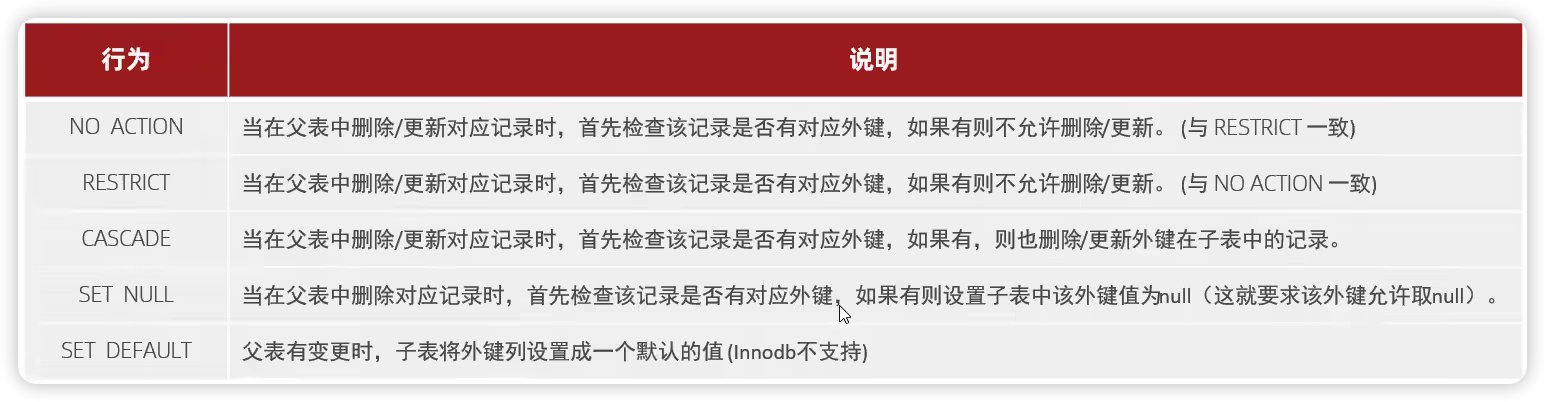 行为 说明
NO ACTION 当在父表中删除/更新对应记录时，首先检查该记录是否有对应外键，如果有则不允许删除/更新。 (与 RESTRICT 一致)
RESTRICT 当在父表中删除/更新对应记录时，首先检查该记录是否有对应外键，如果有则不允许删除/更新。 (与 NO ACTION 一致)
CASCADE 当在父表中删除/更新对应记录时，首先检查该记录是否有对应外键，如果有，则也删除/更新外键在子表中的记录。
SET NULL 当在父表中删除对应记录时，首先检查该记录是否有对应外键，如果有则设置子表中该外键值为null（这就要求该外键允许取null）。
SET DEFAULT 父表有变更时，子表将外键列设置成一个默认的值 (Innodb不支持)